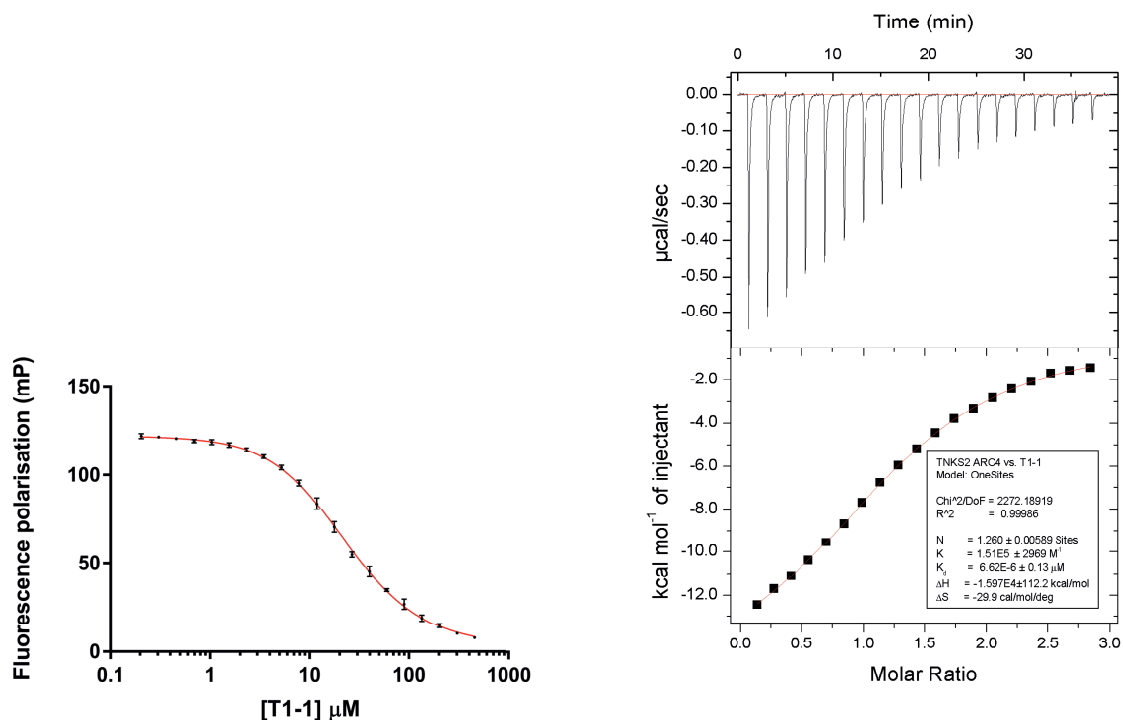 150
100
50
0
0.1 1 10 100 1000
Fluorescence polarisation (mP)
[T1-1] µM
Time (min)
0 10 20 30
0.00
-0.10
-0.20
-0.30
-0.40
-0.50
-0.60
µcal/sec
-2.0
-4.0
-6.0
-8.0
-10.0
-12.0
kcal mol⁻¹ of injectant
TNKS2 ARC4 vs. T1-1
Model: OneSites
Chi^2/DoF = 2272.18919
R^2 = 0.99986
N = 1.260 ± 0.00589 Sites
K = 1.51E5 ± 2969 M⁻¹
K_d = 6.62E-6 ± 0.13 µM
ΔH = -1.597E4±112.2 kcal/mol
ΔS = -29.9 cal/mol/deg
0.0 0.5 1.0 1.5 2.0 2.5 3.0
Molar Ratio